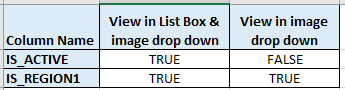 Column Name View in List Box & image drop down View in image drop down
IS_ACTIVE TRUE FALSE
IS_REGION1 TRUE TRUE